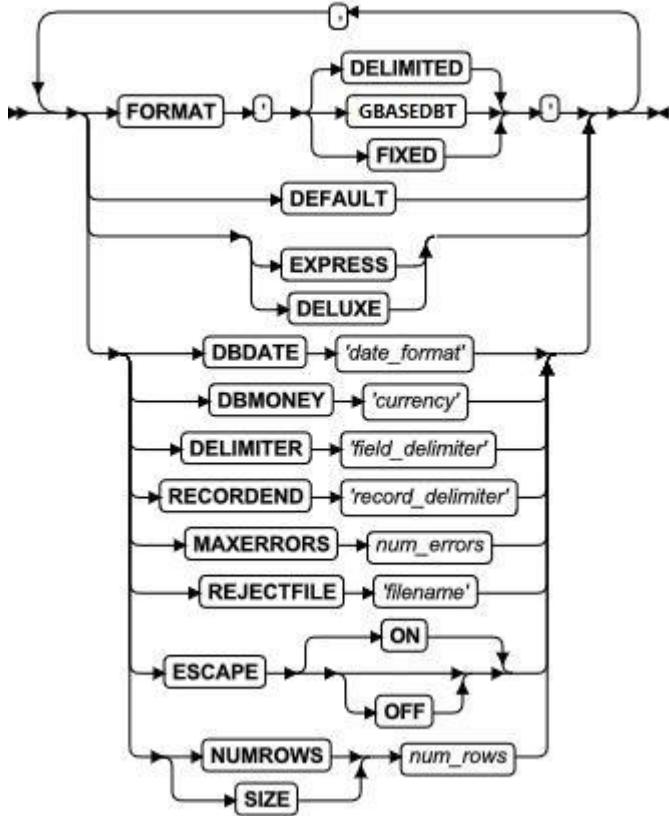 ,
DELIMITED
FORMAT ' GBASEDBT '
FIXED
DEFAULT
EXPRESS
DELUXE
DBDATE 'date_format'
DBMONEY 'currency'
DELIMITER 'field_delimiter'
RECORDEND 'record_delimiter'
MAXERRORS num_errors
REJECTFILE 'filename'
ON
ESCAPE
OFF
NUMROWS num_rows
SIZE